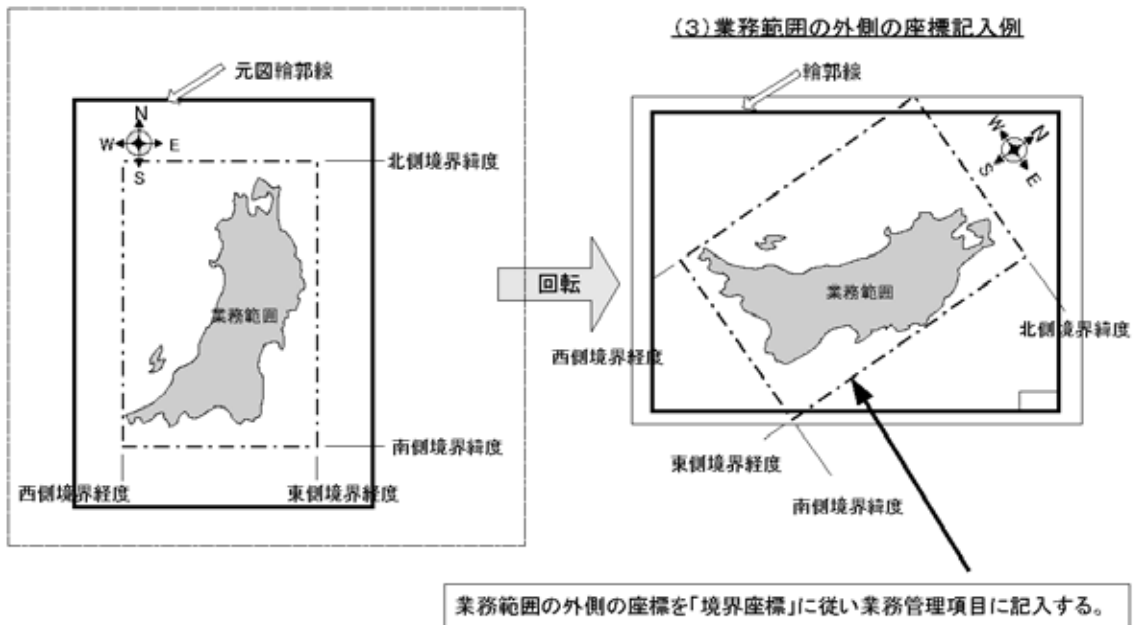 元図輪郭線
N
W
E
S
北側境界緯度
業務範囲
南側境界緯度
西側境界経度
東側境界経度
回転
(3)業務範囲の外側の座標記入例
輪郭線
W
N
S
E
業務範囲
北側境界緯度
西側境界経度
東側境界経度
南側境界緯度
業務範囲の外側の座標を「境界座標」に従い業務管理項目に記入する。